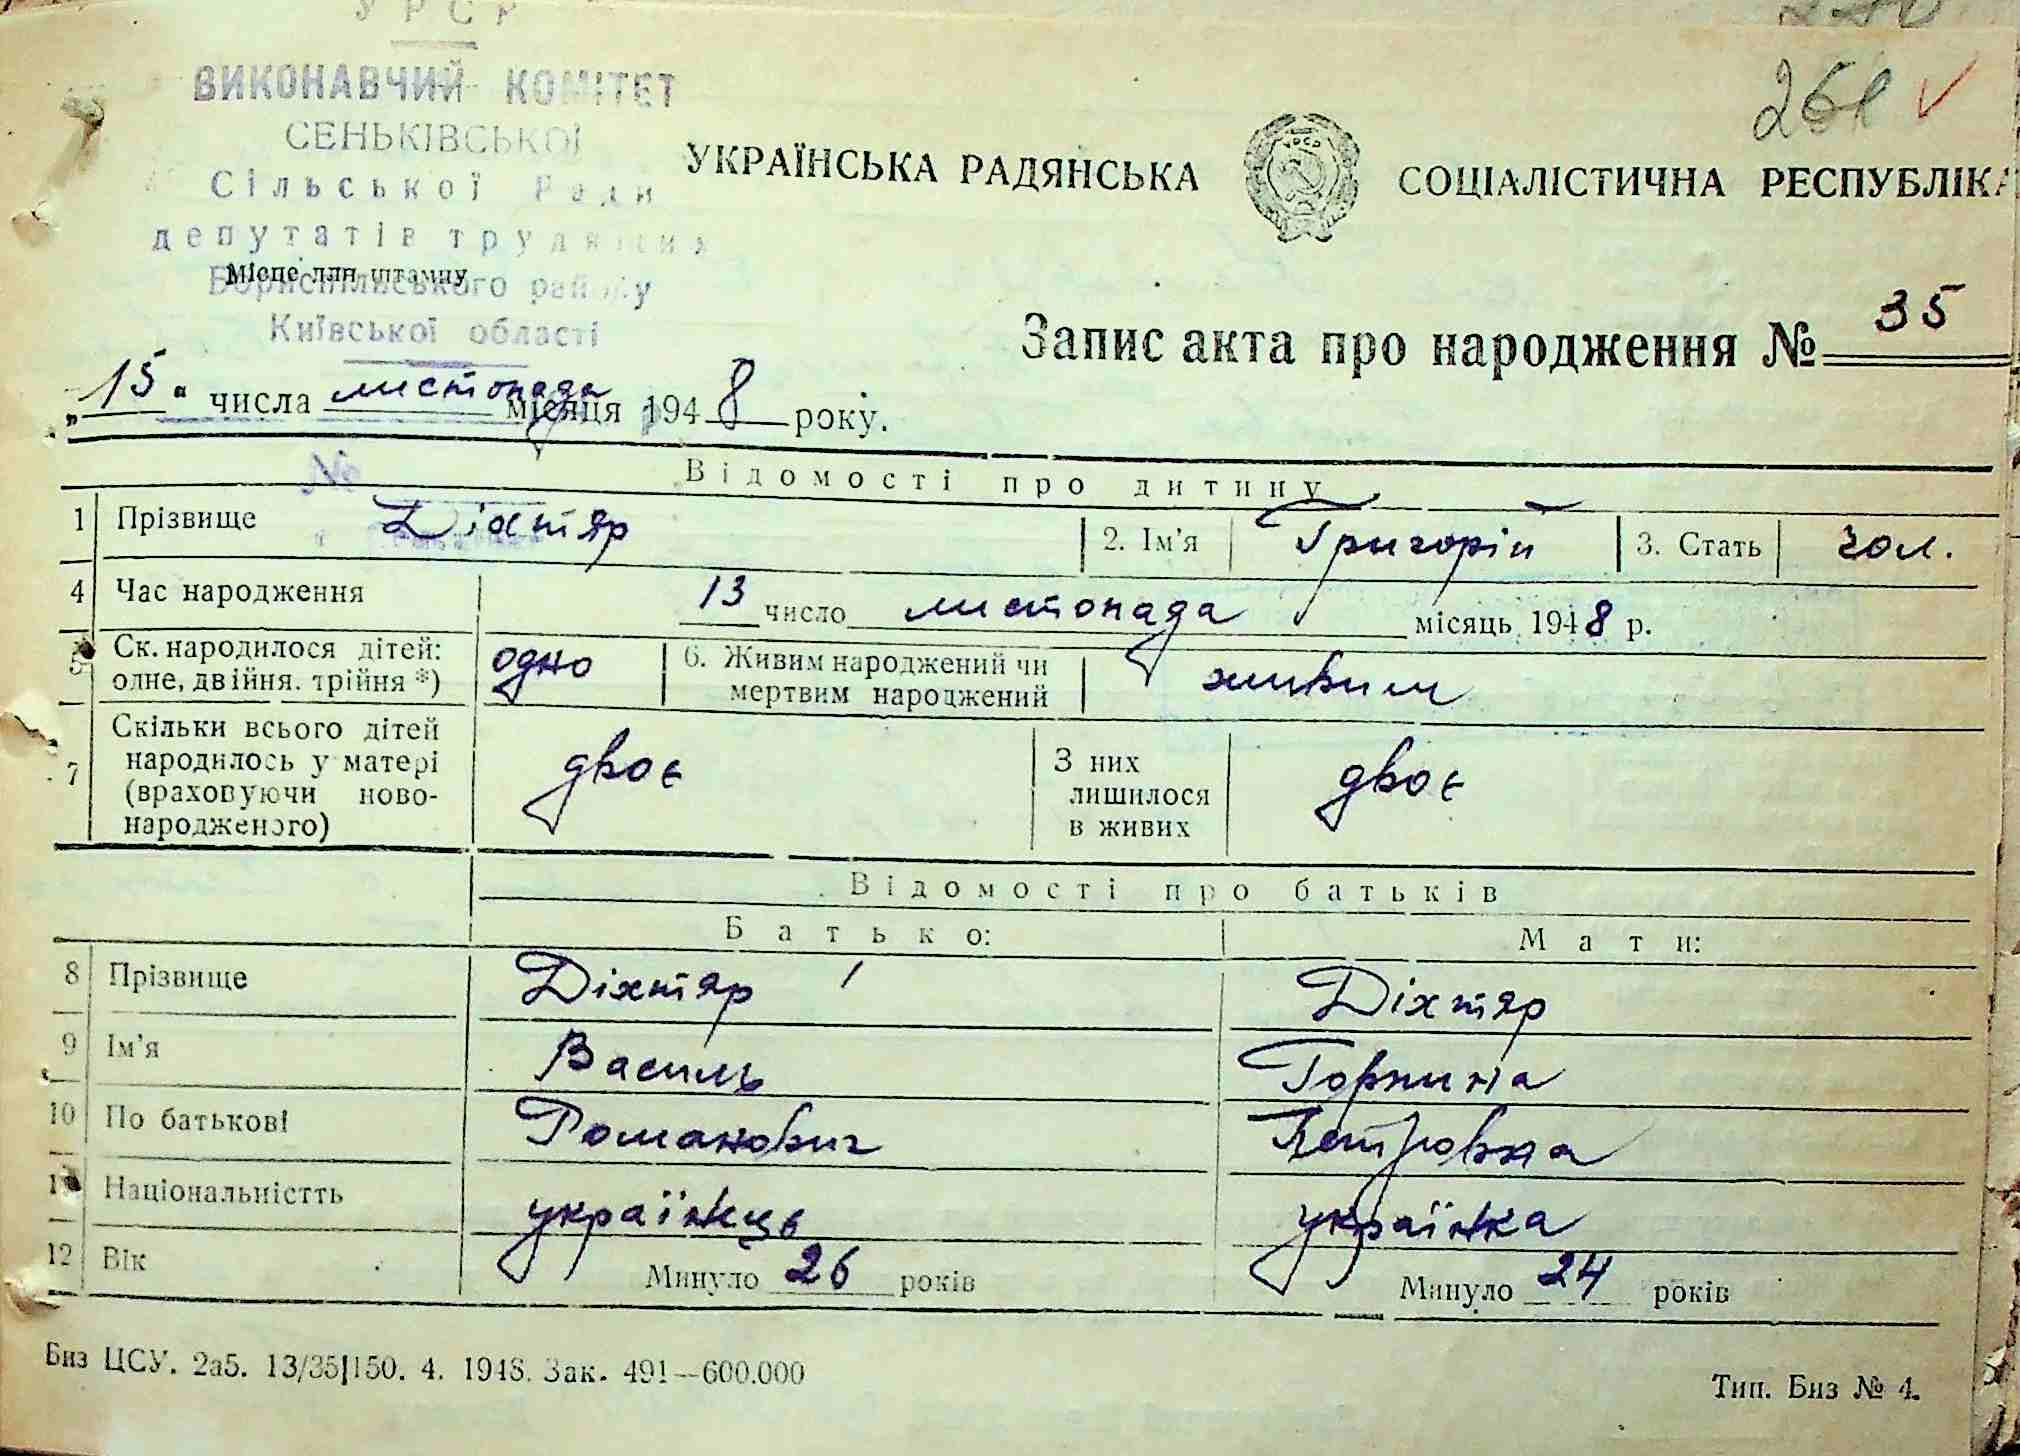 УРСР
ВИКОНАВЧИЙ КОМІТЕТ
СЕНЬКІВСЬКОЇ
Сільської Ради
депутатів трудящих
Бориспільського району
Київської області
Місце для штампу
261 ✓
УКРАЇНСЬКА РАДЯНСЬКА СОЦІАЛІСТИЧНА РЕСПУБЛІКА
Запис акта про народження № 35
„15“ числа листопада місяця 1948 року.
№
Відомості про дитину
1 Прізвище Діхтяр 2. Ім'я Григорій 3. Стать чол.
4 Час народження 13 число листопада місяць 1948 р.
5 Ск. народилося дітей: одне, двійня, трійня *) одно 6. Живим народжений чи мертвим народжений живим
7 Скільки всього дітей народилось у матері (враховуючи ново-народженого) двоє З них лишилося в живих двоє
Відомості про батьків
Батько: Мати:
8 Прізвище Діхтяр Діхтяр
9 Ім'я Василь Горпина
10 По батькові Романович Петровна
11 Національністть українець українка
12 Вік Минуло 26 років Минуло 24 років
Биз ЦСУ. 2а5. 13/35|150. 4. 1948. Зак. 491—600.000
Тип. Биз № 4.